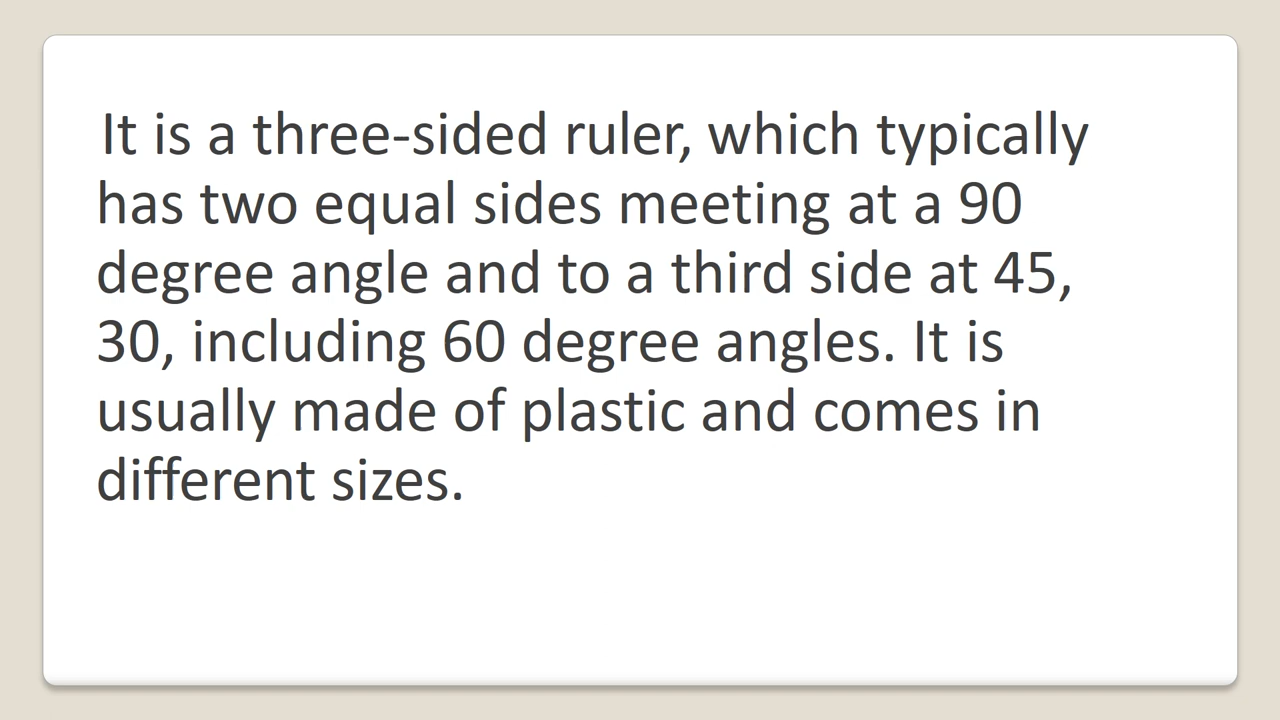 It is a three-sided ruler, which typically
has two equal sides meeting at a 90
degree angle and to a third side at 45,
30, including 60 degree angles. It is
usually made of plastic and comes in
different sizes.